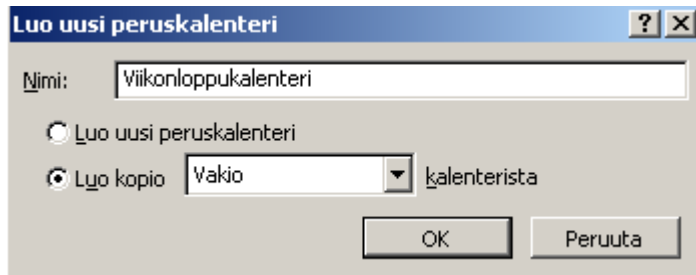 Luo uusi peruskalenteri
Nimi: Viikonloppukalenteri
Luo uusi peruskalenteri
Luo kopio Vakio kalenterista
OK Peruuta